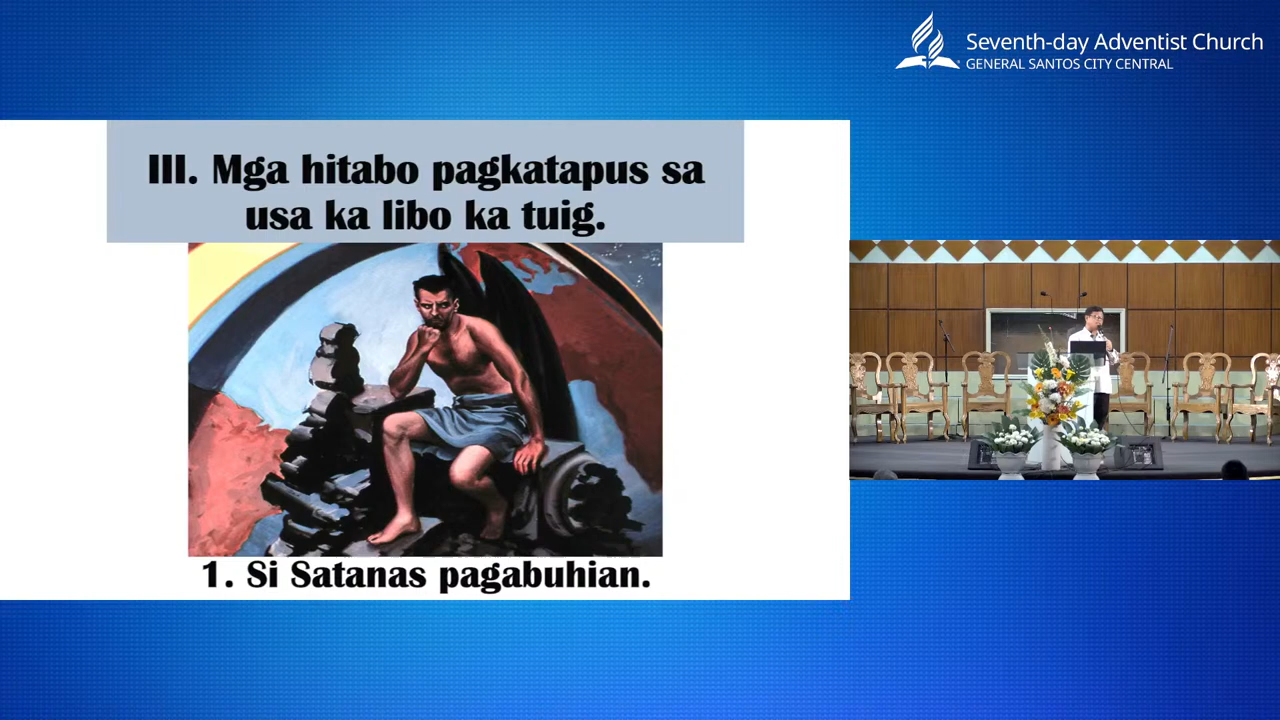 Seventh-day Adventist Church
GENERAL SANTOS CITY CENTRAL
III. Mga hitabo pagkatapus sa
usa ka libo ka tuig.
1. Si Satanas pagabuhian.